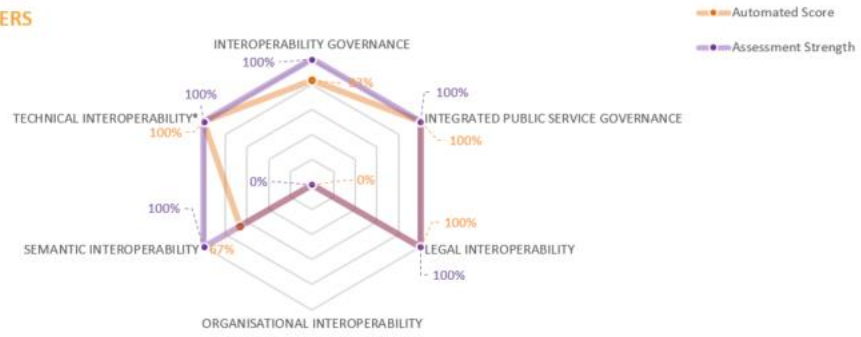 ERS
Automated Score
Assessment Strength
INTEROPERABILITY GOVERNANCE
100%
83%
100%
TECHNICAL INTEROPERABILITY*
100%
100%
INTEGRATED PUBLIC SERVICE GOVERNANCE
100%
0%
0%
100%
SEMANTIC INTEROPERABILITY
67%
100%
LEGAL INTEROPERABILITY
100%
ORGANISATIONAL INTEROPERABILITY